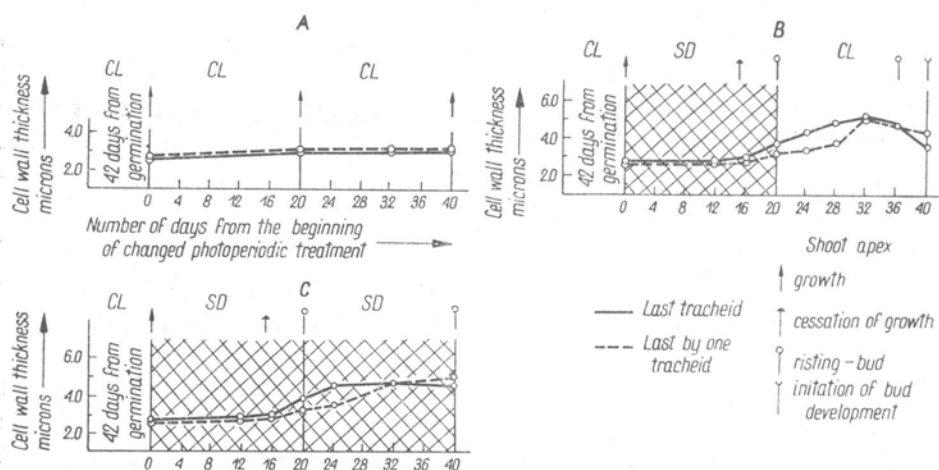 A
CL CL CL
Cell wall thickness
microns
4.0
2.0
42 days from
germination
0 4 8 12 16 20 24 28 32 36 40
Number of days from the beginning
of changed photoperiodic treatment
B
CL SD CL
Cell wall thickness
microns
6.0
4.0
2.0
42 days from
germination
0 4 8 12 16 20 24 28 32 36 40
C
CL SD SD
Cell wall thickness
microns
6.0
4.0
2.0
42 days from
germination
0 4 8 12 16 20 24 28 32 36 40
Last tracheid
Last by one
tracheid
Shoot apex
growth
cessation of growth
risting-bud
initation of bud
development